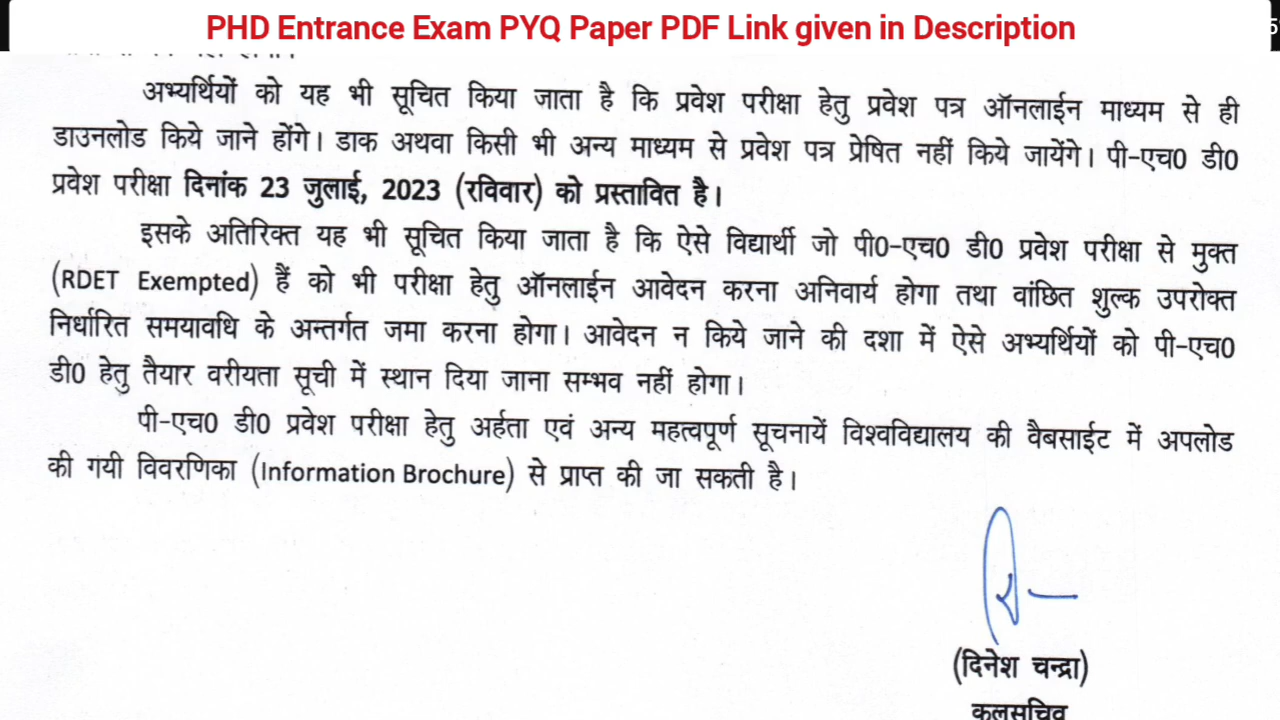 PHD Entrance Exam PYQ Paper PDF Link given in Description
अभ्यर्थियों को यह भी सूचित किया जाता है कि प्रवेश परीक्षा हेतु प्रवेश पत्र ऑनलाईन माध्यम से ही
डाउनलोड किये जाने होंगे। डाक अथवा किसी भी अन्य माध्यम से प्रवेश पत्र प्रेषित नहीं किये जायेंगे। पी-एच0 डी0
प्रवेश परीक्षा दिनांक 23 जुलाई, 2023 (रविवार) को प्रस्तावित है।
इसके अतिरिक्त यह भी सूचित किया जाता है कि ऐसे विद्यार्थी जो पी0-एच0 डी0 प्रवेश परीक्षा से मुक्त
(RDET Exempted) हैं को भी परीक्षा हेतु ऑनलाईन आवेदन करना अनिवार्य होगा तथा वांछित शुल्क उपरोक्त
निर्धारित समयावधि के अन्तर्गत जमा करना होगा। आवेदन न किये जाने की दशा में ऐसे अभ्यर्थियों को पी-एच0
डी0 हेतु तैयार वरीयता सूची में स्थान दिया जाना सम्भव नहीं होगा।
पी-एच0 डी0 प्रवेश परीक्षा हेतु अर्हता एवं अन्य महत्वपूर्ण सूचनायें विश्वविद्यालय की वैबसाईट में अपलोड
की गयी विवरणिका (Information Brochure) से प्राप्त की जा सकती है।
(दिनेश चन्द्रा)
कुलसचिव